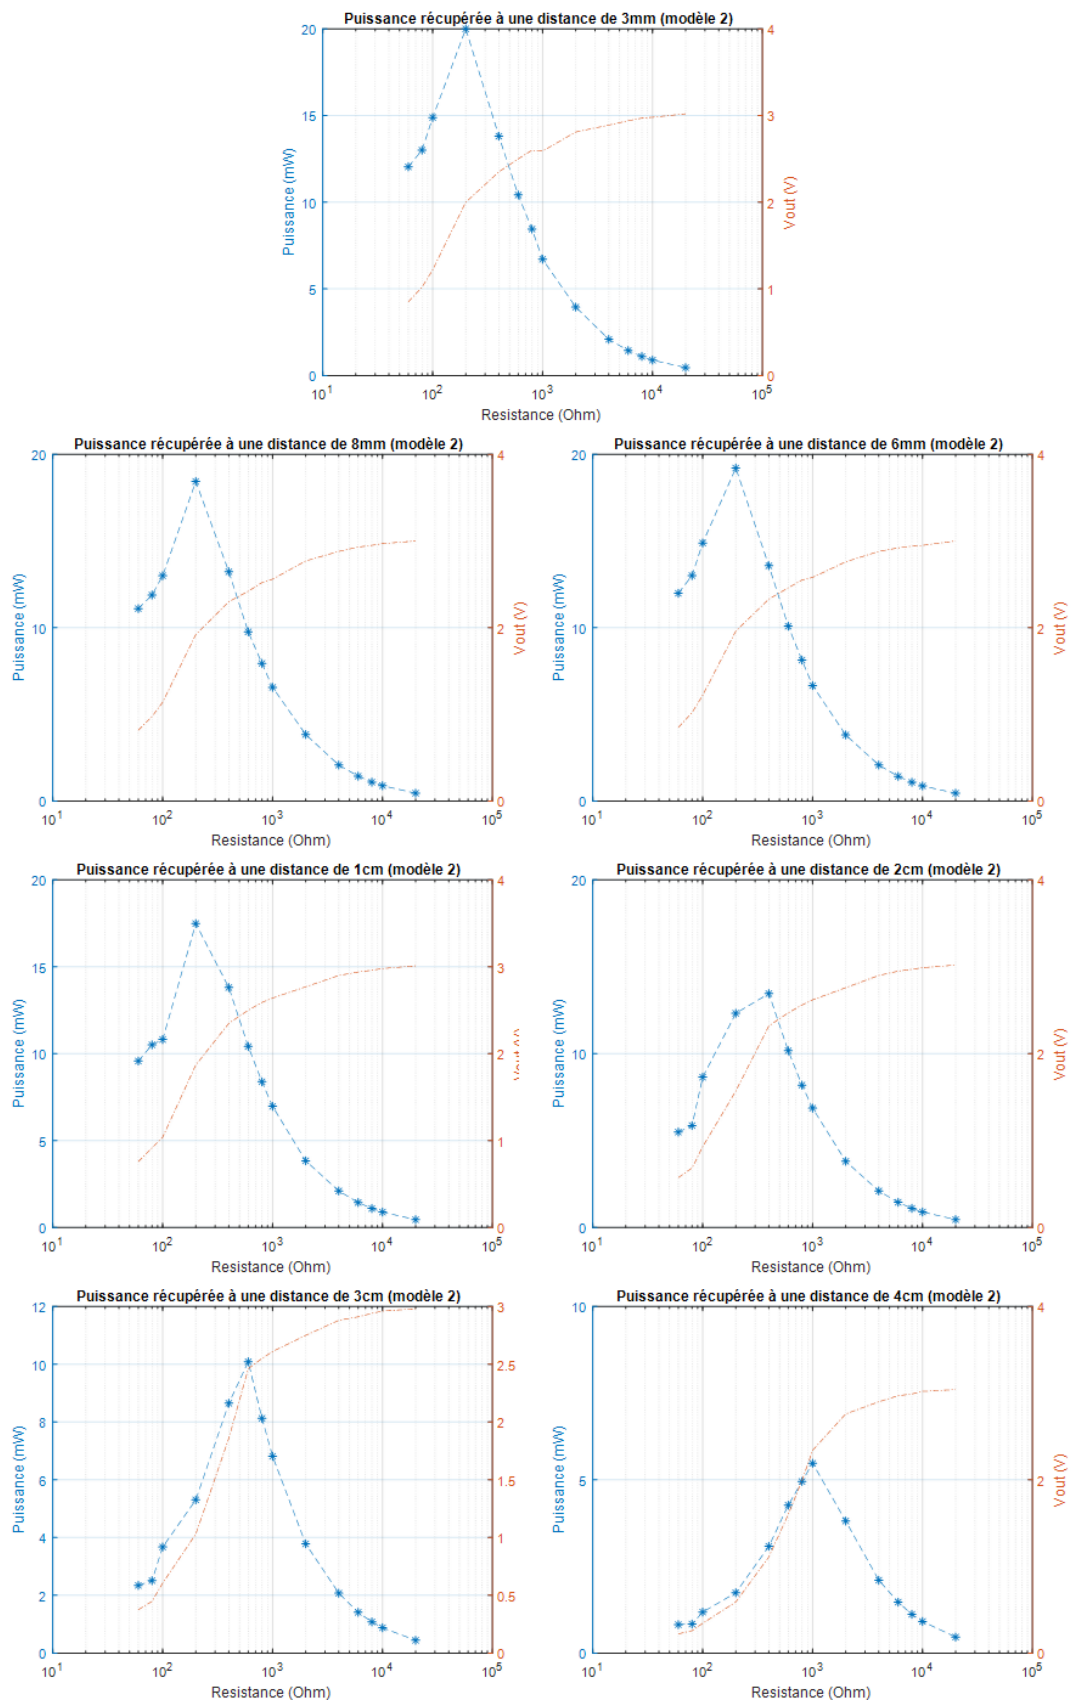 Puissance récupérée à une distance de 3mm (modèle 2)
20
15
10
5
0
Puissance (mW)
4
3
2
1
0
Vout (V)
10^1 10^2 10^3 10^4 10^5
Resistance (Ohm)
Puissance récupérée à une distance de 8mm (modèle 2)
20
10
0
Puissance (mW)
4
2
0
Vout (V)
10^1 10^2 10^3 10^4 10^5
Resistance (Ohm)
Puissance récupérée à une distance de 6mm (modèle 2)
20
10
0
Puissance (mW)
4
2
0
Vout (V)
10^1 10^2 10^3 10^4 10^5
Resistance (Ohm)
Puissance récupérée à une distance de 1cm (modèle 2)
20
15
10
5
0
Puissance (mW)
4
3
2
1
0
10^1 10^2 10^3 10^4 10^5
Resistance (Ohm)
Puissance récupérée à une distance de 2cm (modèle 2)
20
10
0
Puissance (mW)
4
2
0
Vout (V)
10^1 10^2 10^3 10^4 10^5
Resistance (Ohm)
Puissance récupérée à une distance de 3cm (modèle 2)
12
10
8
6
4
2
0
Puissance (mW)
3
2.5
2
1.5
1
0.5
0
10^1 10^2 10^3 10^4 10^5
Resistance (Ohm)
Puissance récupérée à une distance de 4cm (modèle 2)
10
5
0
Puissance (mW)
4
2
0
Vout (V)
10^1 10^2 10^3 10^4 10^5
Resistance (Ohm)